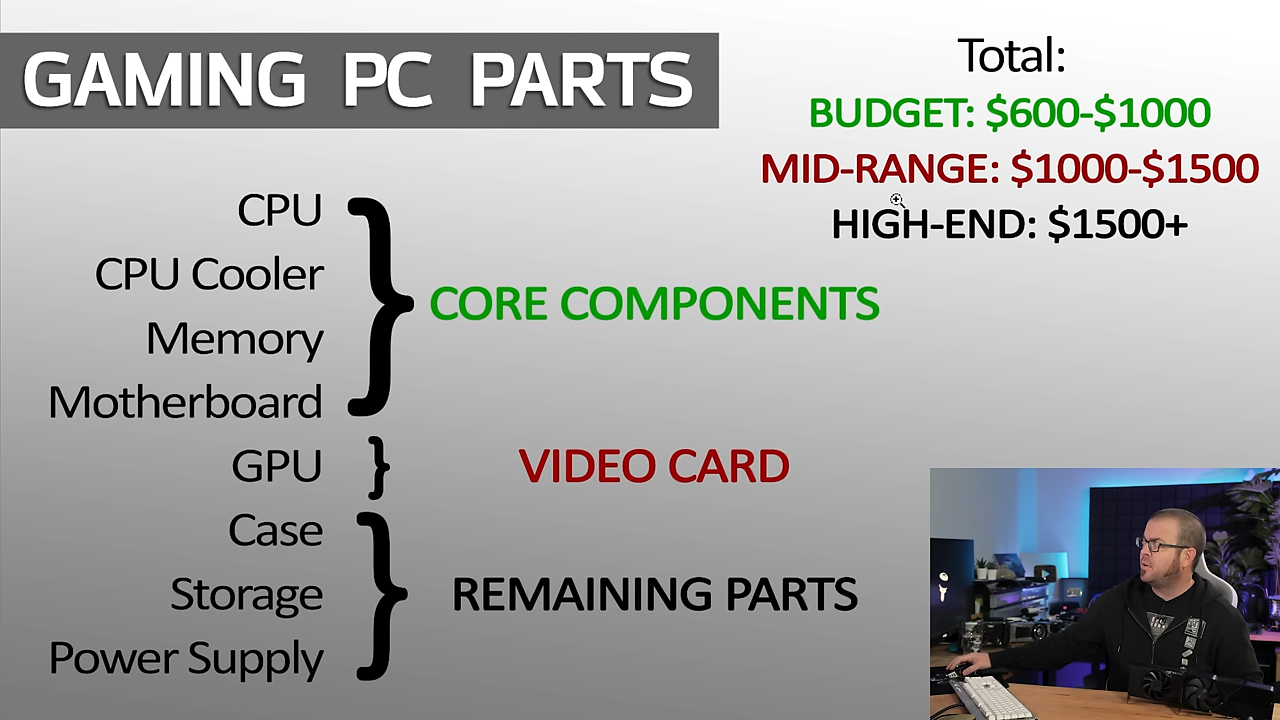 GAMING PC PARTS
Total:
BUDGET: $600-$1000
MID-RANGE: $1000-$1500
HIGH-END: $1500+
CPU
CPU Cooler
Memory
Motherboard
CORE COMPONENTS
GPU
VIDEO CARD
Case
Storage
Power Supply
REMAINING PARTS